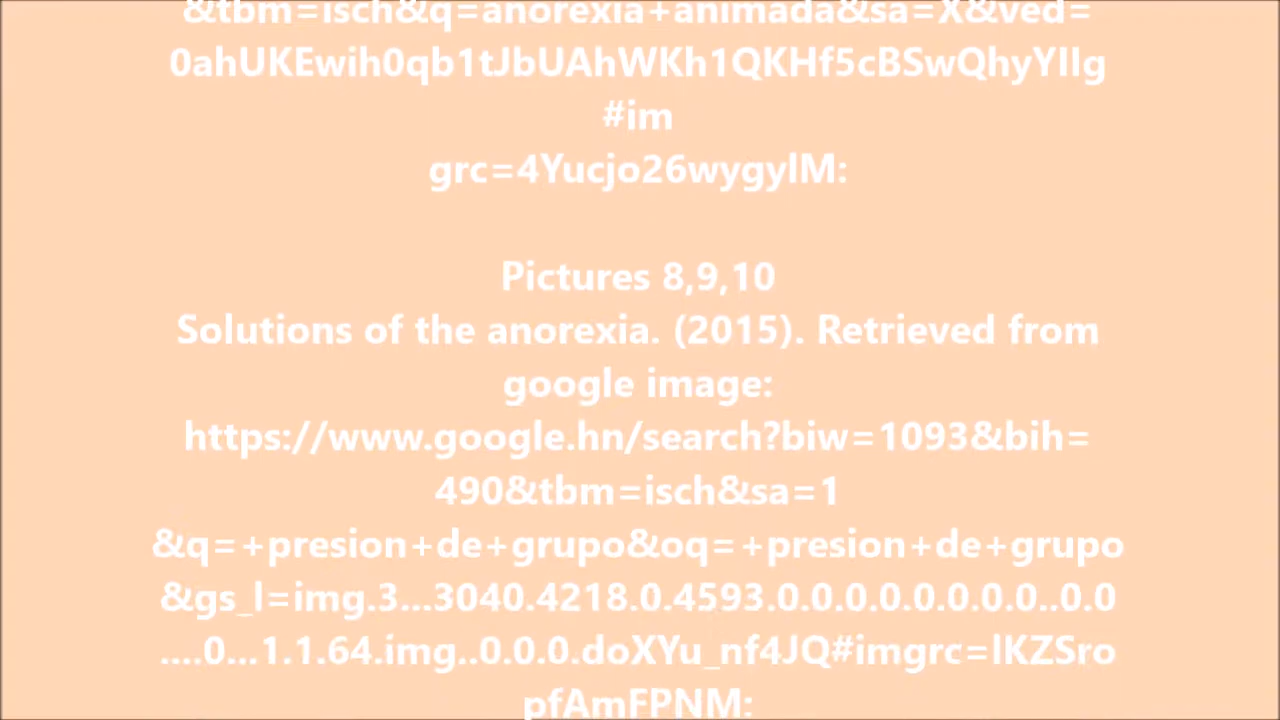 &tbm=isch&q=anorexia+animada&sa=X&ved=
0ahUKEwih0qb1tJbUAhWKh1QKHf5cBSwQhyYIIg
#im
grc=4Yucjo26wygyIM:
Pictures 8,9,10
Solutions of the anorexia. (2015). Retrieved from
google image:
https://www.google.hn/search?biw=1093&bih=
490&tbm=isch&sa=1
&q=+presion+de+grupo&oq=+presion+de+grupo
&gs_l=img.3...3040.4218.0.4593.0.0.0.0.0.0.0.0..0.0
....0...1.1.64.img..0.0.0.doXYu_nf4JQ#imgrc=lKZSro
pfAmFPNM: